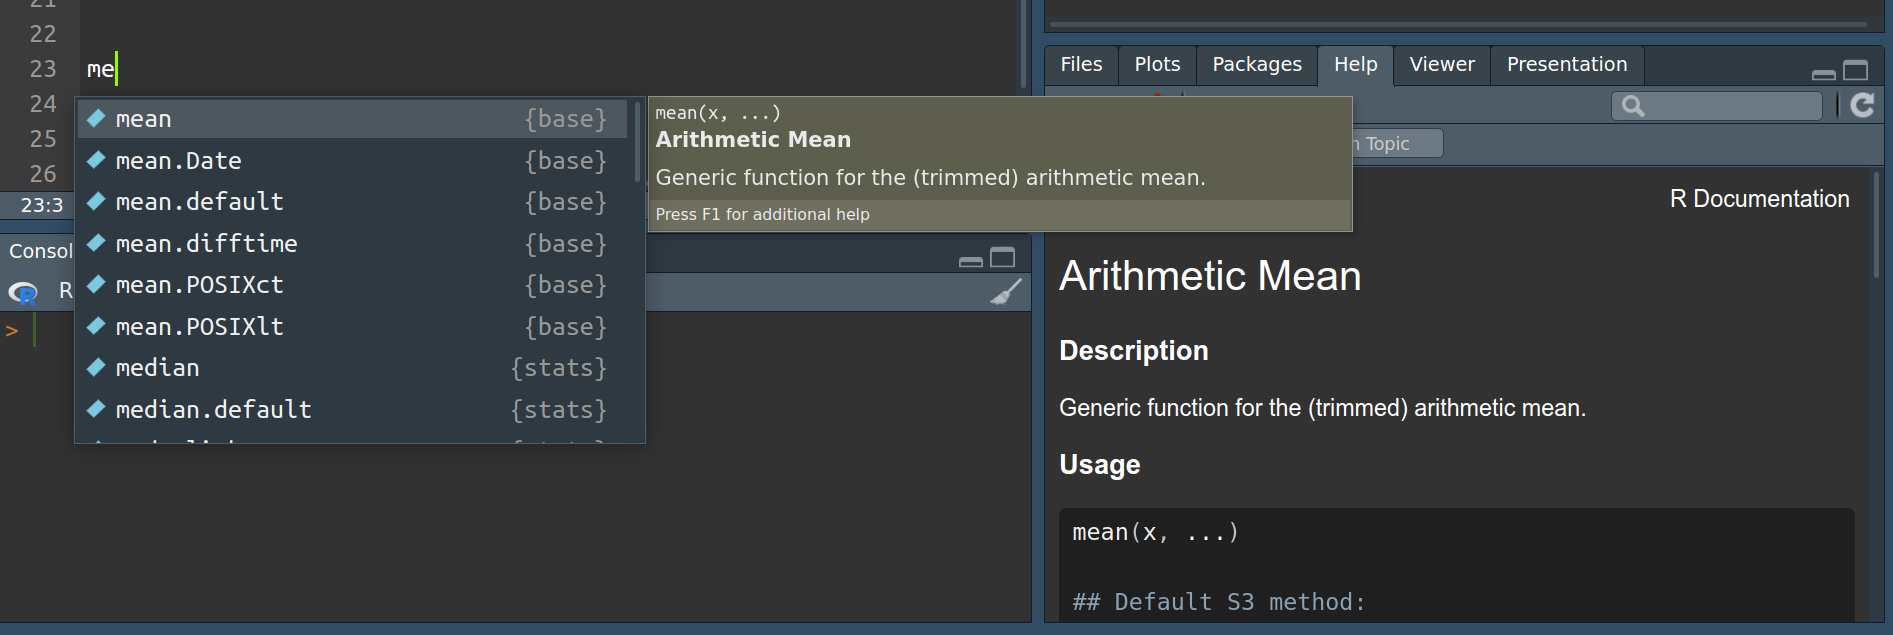 21
22
23 me
24
25
26
23:3
mean {base}
mean.Date {base}
mean.default {base}
mean.difftime {base}
mean.POSIXct {base}
mean.POSIXlt {base}
median {stats}
median.default {stats}
mean(x, ...)
Arithmetic Mean
Generic function for the (trimmed) arithmetic mean.
Press F1 for additional help
Consol
R R
>
Files Plots Packages Help Viewer Presentation
Topic
R Documentation
Arithmetic Mean
Description
Generic function for the (trimmed) arithmetic mean.
Usage
mean(x, ...)
## Default S3 method: